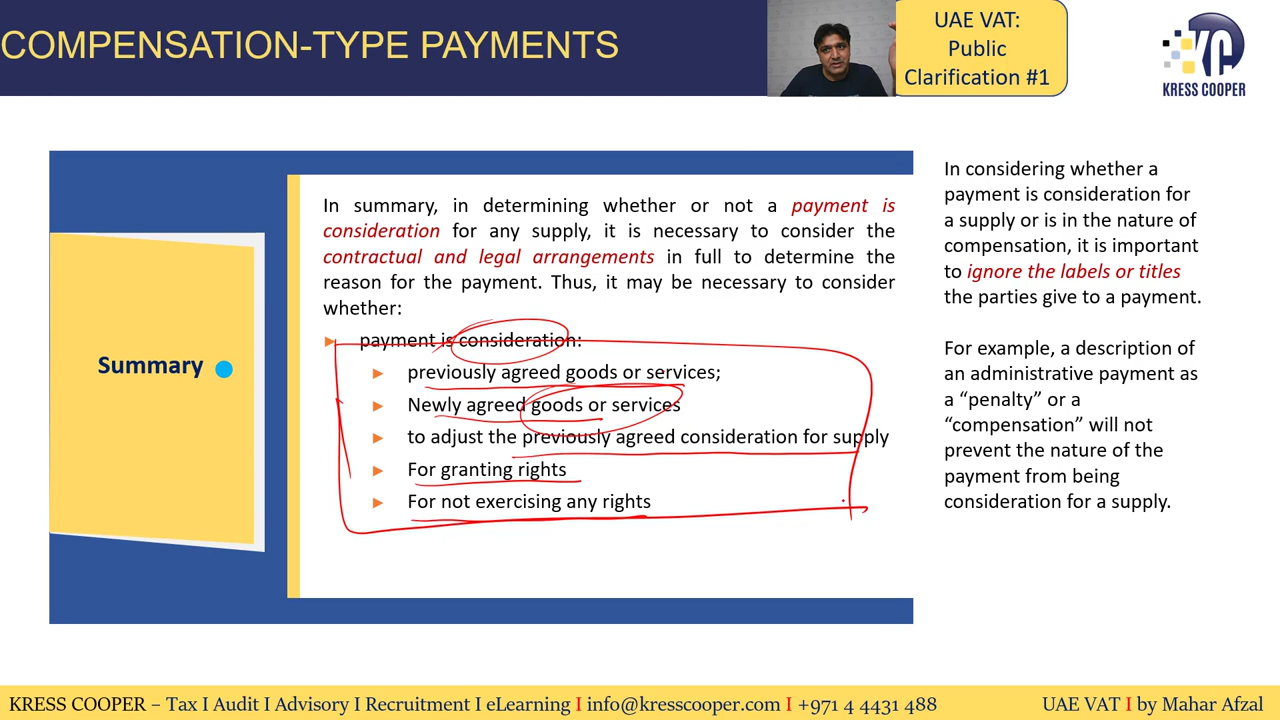 COMPENSATION-TYPE PAYMENTS
UAE VAT:
Public
Clarification #1
KC
KRESS COOPER
In summary, in determining whether or not a payment is
consideration for any supply, it is necessary to consider the
contractual and legal arrangements in full to determine the
reason for the payment. Thus, it may be necessary to consider
whether:
payment is consideration:
previously agreed goods or services;
Newly agreed goods or services
to adjust the previously agreed consideration for supply
For granting rights
For not exercising any rights
Summary
In considering whether a
payment is consideration for
a supply or is in the nature of
compensation, it is important
to ignore the labels or titles
the parties give to a payment.
For example, a description of
an administrative payment as
a “penalty” or a
“compensation” will not
prevent the nature of the
payment from being
consideration for a supply.
KRESS COOPER – Tax I Audit I Advisory I Recruitment I eLearning I info@kresscooper.com I +971 4 4431 488
UAE VAT I by Mahar Afzal